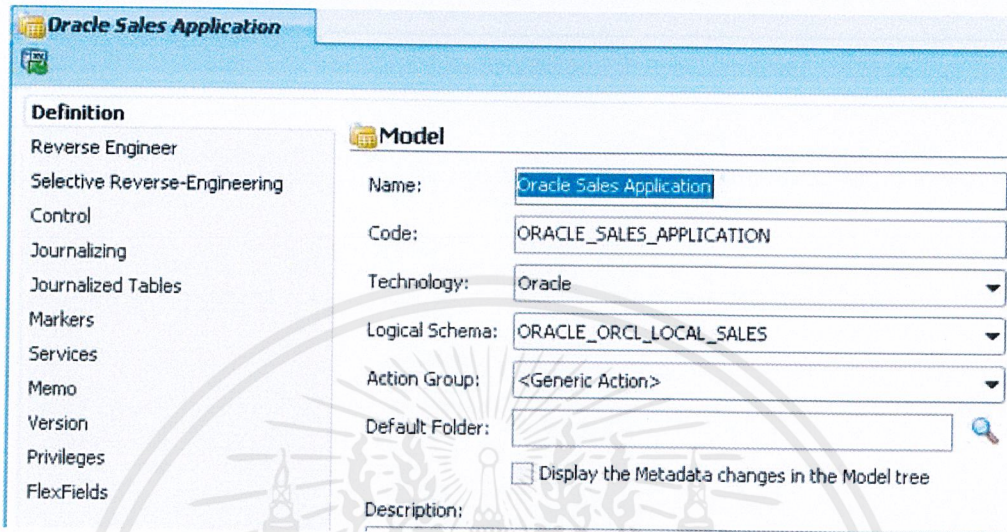 Oracle Sales Application
Definition
Reverse Engineer
Selective Reverse-Engineering
Control
Journalizing
Journalized Tables
Markers
Services
Memo
Version
Privileges
FlexFields
Model
Name: Oracle Sales Application
Code: ORACLE_SALES_APPLICATION
Technology: Oracle
Logical Schema: ORACLE_ORCL_LOCAL_SALES
Action Group: <Generic Action>
Default Folder:
Display the Metadata changes in the Model tree
Description: